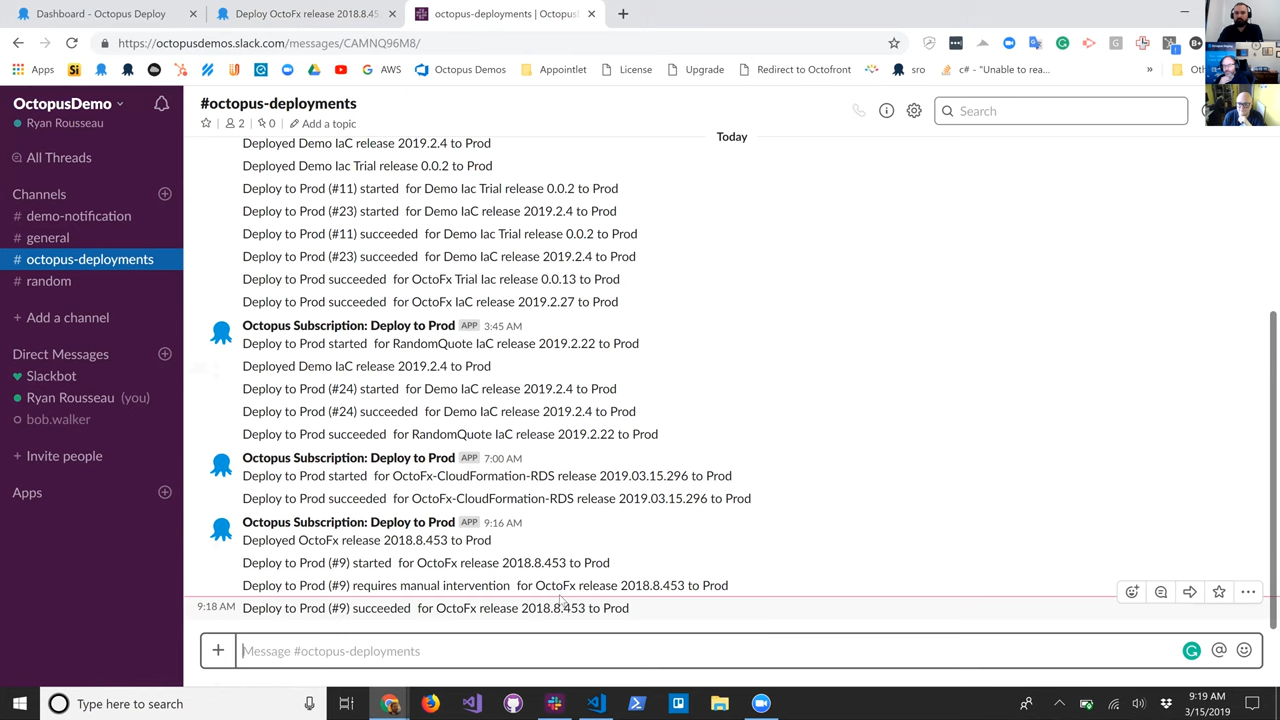 Dashboard - Octopus Deploy
Deploy OctoFx release 2018.8.45
octopus-deployments | Octopus
https://octopusdemos.slack.com/messages/CAMNQ96M8/
Apps
AWS
Octopus Demos
Appointlet
License
Upgrade
Redirect to Octofront
sro
c# - "Unable to rea...
»
OctopusDemo
Ryan Rousseau
All Threads
Channels
# demo-notification
# general
# octopus-deployments
# random
+ Add a channel
Direct Messages
Slackbot
Ryan Rousseau (you)
bob.walker
+ Invite people
Apps
#octopus-deployments
2
0
Add a topic
Search
Today
Deployed Demo IaC release 2019.2.4 to Prod
Deployed Demo Iac Trial release 0.0.2 to Prod
Deploy to Prod (#11) started for Demo Iac Trial release 0.0.2 to Prod
Deploy to Prod (#23) started for Demo IaC release 2019.2.4 to Prod
Deploy to Prod (#11) succeeded for Demo Iac Trial release 0.0.2 to Prod
Deploy to Prod (#23) succeeded for Demo IaC release 2019.2.4 to Prod
Deploy to Prod succeeded for OctoFx Trial Iac release 0.0.13 to Prod
Deploy to Prod succeeded for OctoFx IaC release 2019.2.27 to Prod
Octopus Subscription: Deploy to Prod APP 3:45 AM
Deploy to Prod started for RandomQuote IaC release 2019.2.22 to Prod
Deployed Demo IaC release 2019.2.4 to Prod
Deploy to Prod (#24) started for Demo IaC release 2019.2.4 to Prod
Deploy to Prod (#24) succeeded for Demo IaC release 2019.2.4 to Prod
Deploy to Prod succeeded for RandomQuote IaC release 2019.2.22 to Prod
Octopus Subscription: Deploy to Prod APP 7:00 AM
Deploy to Prod started for OctoFx-CloudFormation-RDS release 2019.03.15.296 to Prod
Deploy to Prod succeeded for OctoFx-CloudFormation-RDS release 2019.03.15.296 to Prod
Octopus Subscription: Deploy to Prod APP 9:16 AM
Deployed OctoFx release 2018.8.453 to Prod
Deploy to Prod (#9) started for OctoFx release 2018.8.453 to Prod
Deploy to Prod (#9) requires manual intervention for OctoFx release 2018.8.453 to Prod
9:18 AM Deploy to Prod (#9) succeeded for OctoFx release 2018.8.453 to Prod
Message #octopus-deployments
Type here to search
9:19 AM
3/15/2019